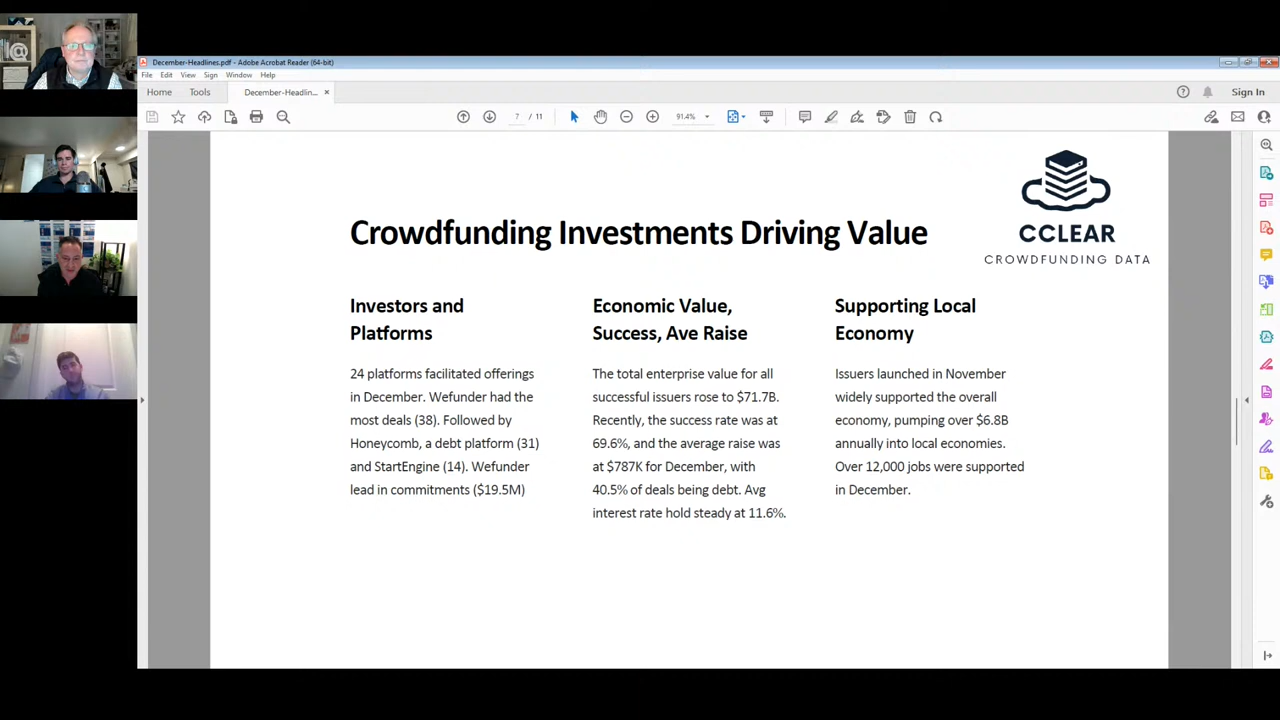 December-Headlines.pdf - Adobe Acrobat Reader (64-bit)
File Edit View Sign Window Help
Home Tools December-Headlin... × Sign In
7 / 11 91.4%
CCLEAR
CROWDFUNDING DATA
Crowdfunding Investments Driving Value
Investors and
Platforms
24 platforms facilitated offerings
in December. Wefunder had the
most deals (38). Followed by
Honeycomb, a debt platform (31)
and StartEngine (14). Wefunder
lead in commitments ($19.5M)
Economic Value,
Success, Ave Raise
The total enterprise value for all
successful issuers rose to $71.7B.
Recently, the success rate was at
69.6%, and the average raise was
at $787K for December, with
40.5% of deals being debt. Avg
interest rate hold steady at 11.6%.
Supporting Local
Economy
Issuers launched in November
widely supported the overall
economy, pumping over $6.8B
annually into local economies.
Over 12,000 jobs were supported
in December.